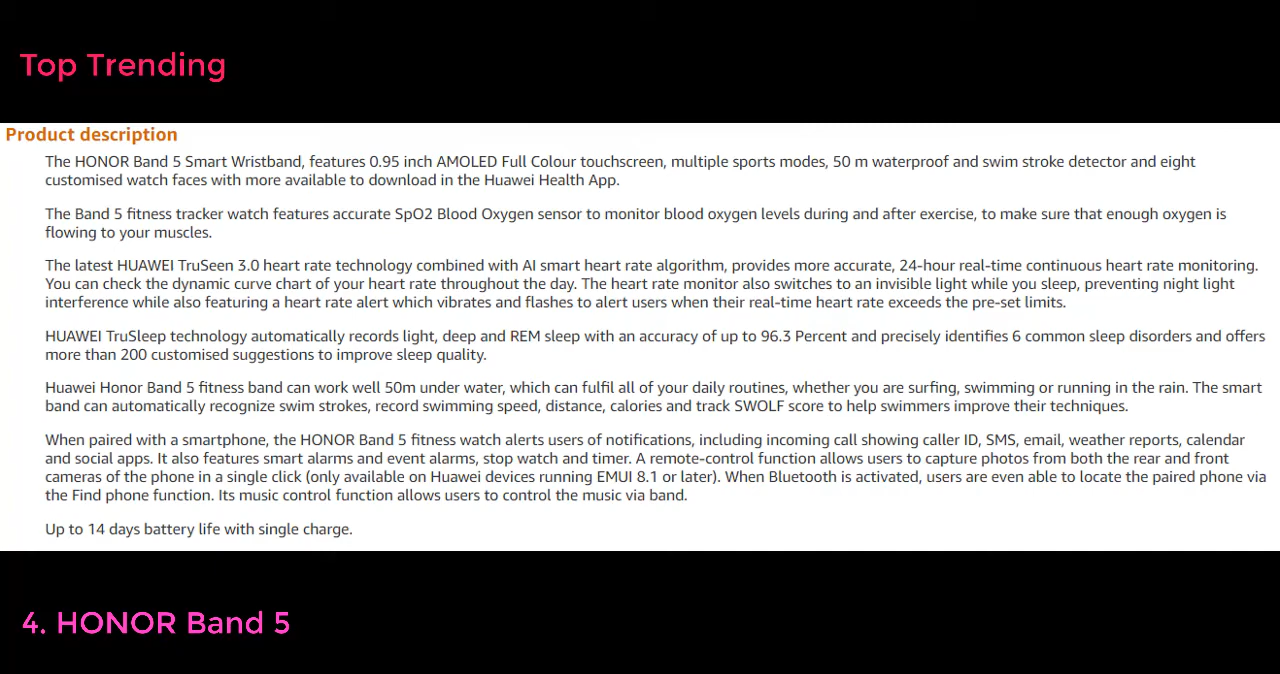 Top Trending
Product description
The HONOR Band 5 Smart Wristband, features 0.95 inch AMOLED Full Colour touchscreen, multiple sports modes, 50 m waterproof and swim stroke detector and eight
customised watch faces with more available to download in the Huawei Health App.
The Band 5 fitness tracker watch features accurate SpO2 Blood Oxygen sensor to monitor blood oxygen levels during and after exercise, to make sure that enough oxygen is
flowing to your muscles.
The latest HUAWEI TruSeen 3.0 heart rate technology combined with AI smart heart rate algorithm, provides more accurate, 24-hour real-time continuous heart rate monitoring.
You can check the dynamic curve chart of your heart rate throughout the day. The heart rate monitor also switches to an invisible light while you sleep, preventing night light
interference while also featuring a heart rate alert which vibrates and flashes to alert users when their real-time heart rate exceeds the pre-set limits.
HUAWEI TruSleep technology automatically records light, deep and REM sleep with an accuracy of up to 96.3 Percent and precisely identifies 6 common sleep disorders and offers
more than 200 customised suggestions to improve sleep quality.
Huawei Honor Band 5 fitness band can work well 50m under water, which can fulfil all of your daily routines, whether you are surfing, swimming or running in the rain. The smart
band can automatically recognize swim strokes, record swimming speed, distance, calories and track SWOLF score to help swimmers improve their techniques.
When paired with a smartphone, the HONOR Band 5 fitness watch alerts users of notifications, including incoming call showing caller ID, SMS, email, weather reports, calendar
and social apps. It also features smart alarms and event alarms, stop watch and timer. A remote-control function allows users to capture photos from both the rear and front
cameras of the phone in a single click (only available on Huawei devices running EMUI 8.1 or later). When Bluetooth is activated, users are even able to locate the paired phone via
the Find phone function. Its music control function allows users to control the music via band.
Up to 14 days battery life with single charge.
4. HONOR Band 5